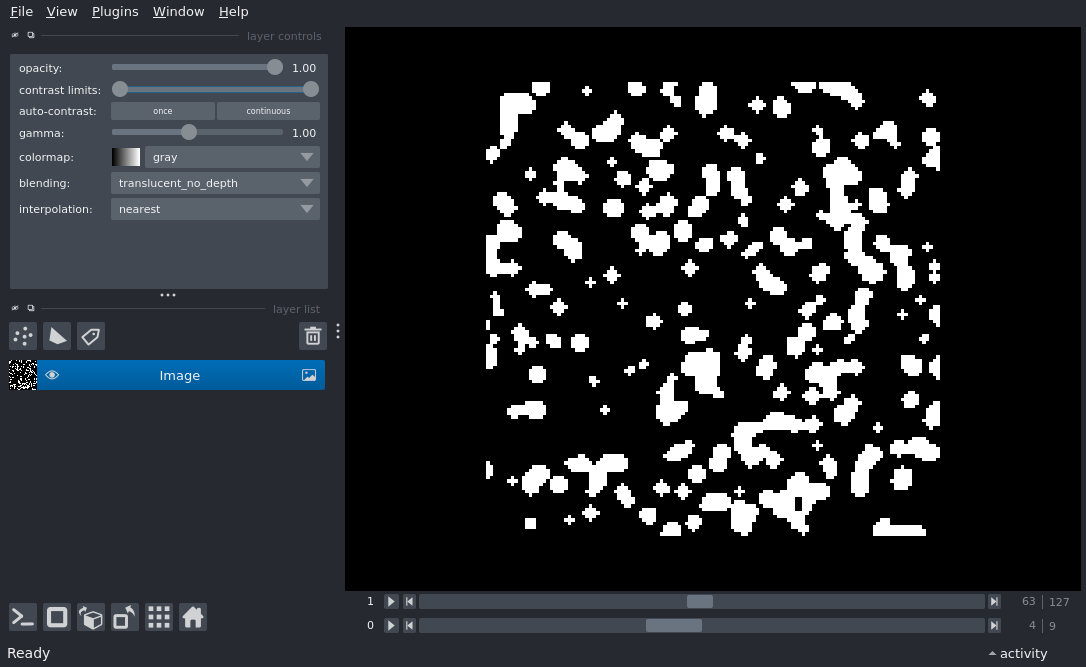 File View Plugins Window Help
layer controls
opacity: 1.00
contrast limits:
auto-contrast: once continuous
gamma: 1.00
colormap: gray
blending: translucent_no_depth
interpolation: nearest
layer list
Image
1 63 127
0 4 9
Ready activity